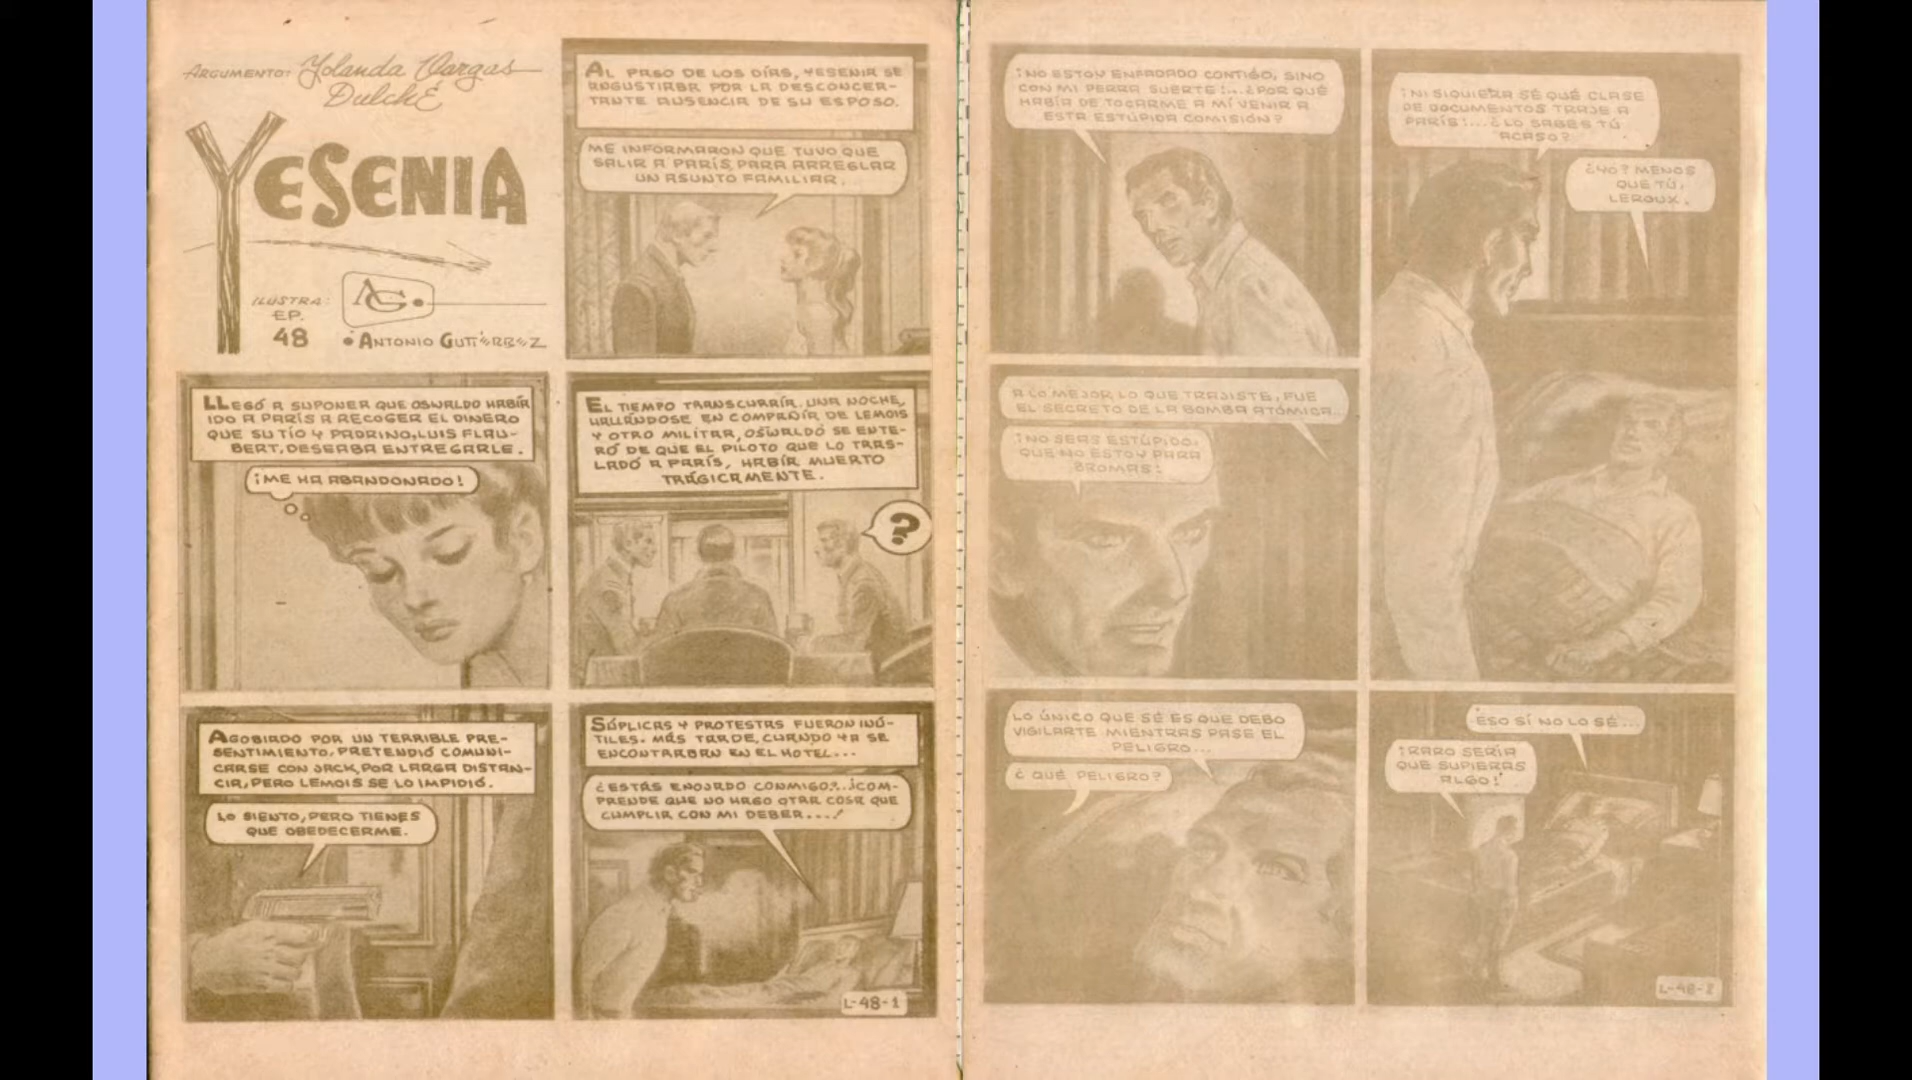 ARGUMENTO: Yolanda Vargas
Dulché
YESENIA
ILUSTRA:
EP.
48
AG.
ANTONIO GUTIÉRREZ
AL PASO DE LOS DÍAS, YESENIA SE
ANGUSTIABA POR LA DESCONCER-
TANTE AUSENCIA DE SU ESPOSO.
ME INFORMARON QUE TUVO QUE
SALIR A PARÍS, PARA ARREGLAR
UN ASUNTO FAMILIAR.
LLEGÓ A SUPONER QUE OSWALDO HABÍA
IDO A PARÍS A RECOGER EL DINERO
QUE SU TÍO Y PADRINO, LUIS FLAU-
BERT, DESEABA ENTREGARLE.
¡ME HA ABANDONADO!
EL TIEMPO TRANSCURRÍA. UNA NOCHE,
HALLÁNDOSE EN COMPAÑÍA DE LEMOIS
Y OTRO MILITAR, OSWALDO SE ENTE-
RÓ DE QUE EL PILOTO QUE LO TRAS-
LADÓ A PARÍS, HABÍA MUERTO
TRÁGICAMENTE.
?
AGOBIADO POR UN TERRIBLE PRE-
SENTIMIENTO, PRETENDIÓ COMUNI-
CARSE CON JACK, POR LARGA DISTAN-
CIA, PERO LEMOIS SE LO IMPIDIÓ.
LO SIENTO, PERO TIENES
QUE OBEDECERME.
SÚPLICAS Y PROTESTAS FUERON INÚ-
TILES. MÁS TARDE, CUANDO YA SE
ENCONTRABAN EN EL HOTEL...
¿ESTÁS ENOJADO CONMIGO?..¡COM-
PRENDE QUE NO HAGO OTRA COSA QUE
CUMPLIR CON MI DEBER....!
L-48-1
¡NO ESTOY ENFADADO CONTIGO, SINO
CON MI PERRA SUERTE!...¿POR QUÉ
HABÍA DE TOCARME A MÍ VENIR A
ESTA ESTÚPIDA COMISIÓN?
¡NI SIQUIERA SÉ QUÉ CLASE
DE DOCUMENTOS TRAJE A
PARÍS!...¿LO SABES TÚ
ACASO?
¿YO? MENOS
QUE TÚ,
LEROUX.
A LO MEJOR, LO QUE TRAJISTE, FUE
EL SECRETO DE LA BOMBA ATÓMICA..
¡NO SEAS ESTÚPIDO,
QUE NO ESTOY PARA
BROMAS!
LO ÚNICO QUE SÉ ES QUE DEBO
VIGILARTE MIENTRAS PASE EL
PELIGRO...
¿QUÉ PELIGRO?
ESO SÍ NO LO SÉ...
¡RARO SERÍA
QUE SUPIERAS
ALGO!
L-48-2